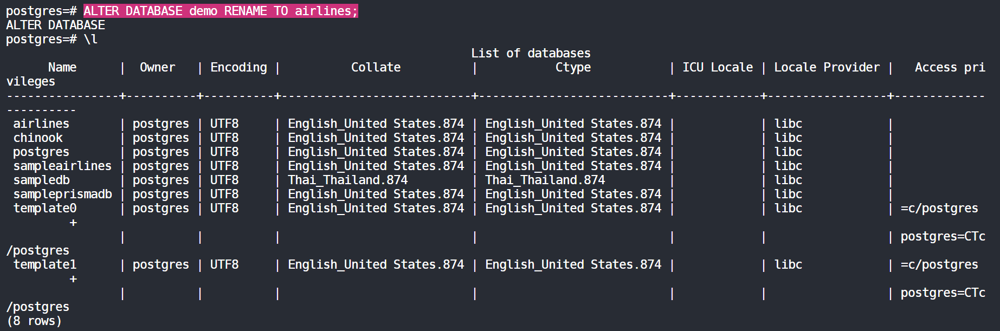 postgres=# ALTER DATABASE demo RENAME TO airlines;
ALTER DATABASE
postgres=# \l
                                                                  List of databases
      Name      |  Owner   | Encoding |          Collate          |           Ctype           | ICU Locale | Locale Provider |   Access pri
vileges
----------------+----------+----------+---------------------------+---------------------------+------------+-----------------+-------------
----------
 airlines       | postgres | UTF8     | English_United States.874 | English_United States.874 |            | libc            |
 chinook        | postgres | UTF8     | English_United States.874 | English_United States.874 |            | libc            |
 postgres       | postgres | UTF8     | English_United States.874 | English_United States.874 |            | libc            |
 sampleairlines | postgres | UTF8     | English_United States.874 | English_United States.874 |            | libc            |
 sampledb       | postgres | UTF8     | Thai_Thailand.874         | Thai_Thailand.874         |            | libc            |
 sampleprismadb | postgres | UTF8     | English_United States.874 | English_United States.874 |            | libc            |
 template0      | postgres | UTF8     | English_United States.874 | English_United States.874 |            | libc            | =c/postgres
         +
                |          |          |                           |                           |            |                 | postgres=CTc
/postgres
 template1      | postgres | UTF8     | English_United States.874 | English_United States.874 |            | libc            | =c/postgres
         +
                |          |          |                           |                           |            |                 | postgres=CTc
/postgres
(8 rows)